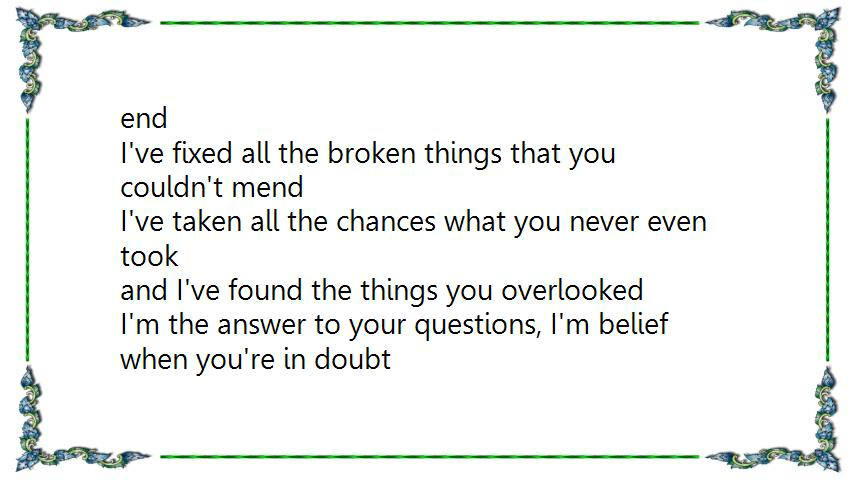 end
I've fixed all the broken things that you
couldn't mend
I've taken all the chances what you never even
took
and I've found the things you overlooked
I'm the answer to your questions, I'm belief
when you're in doubt